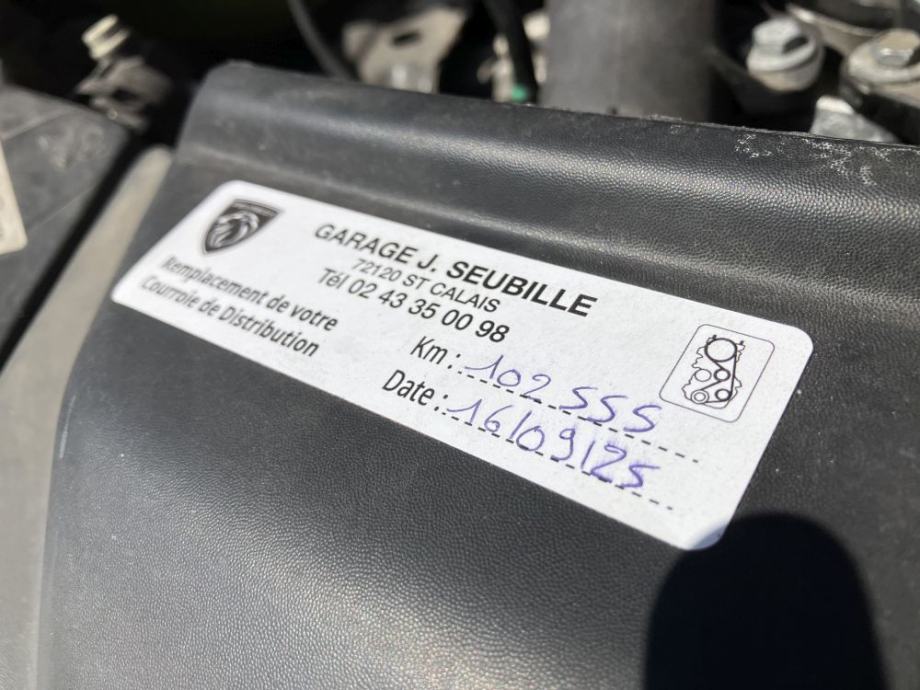 GARAGE J. SEUBILLE
72120 ST CALAIS
Tél 02 43 35 00 98
Remplacement de votre
Courroie de Distribution
Km : 102 555
Date : 16/09/25